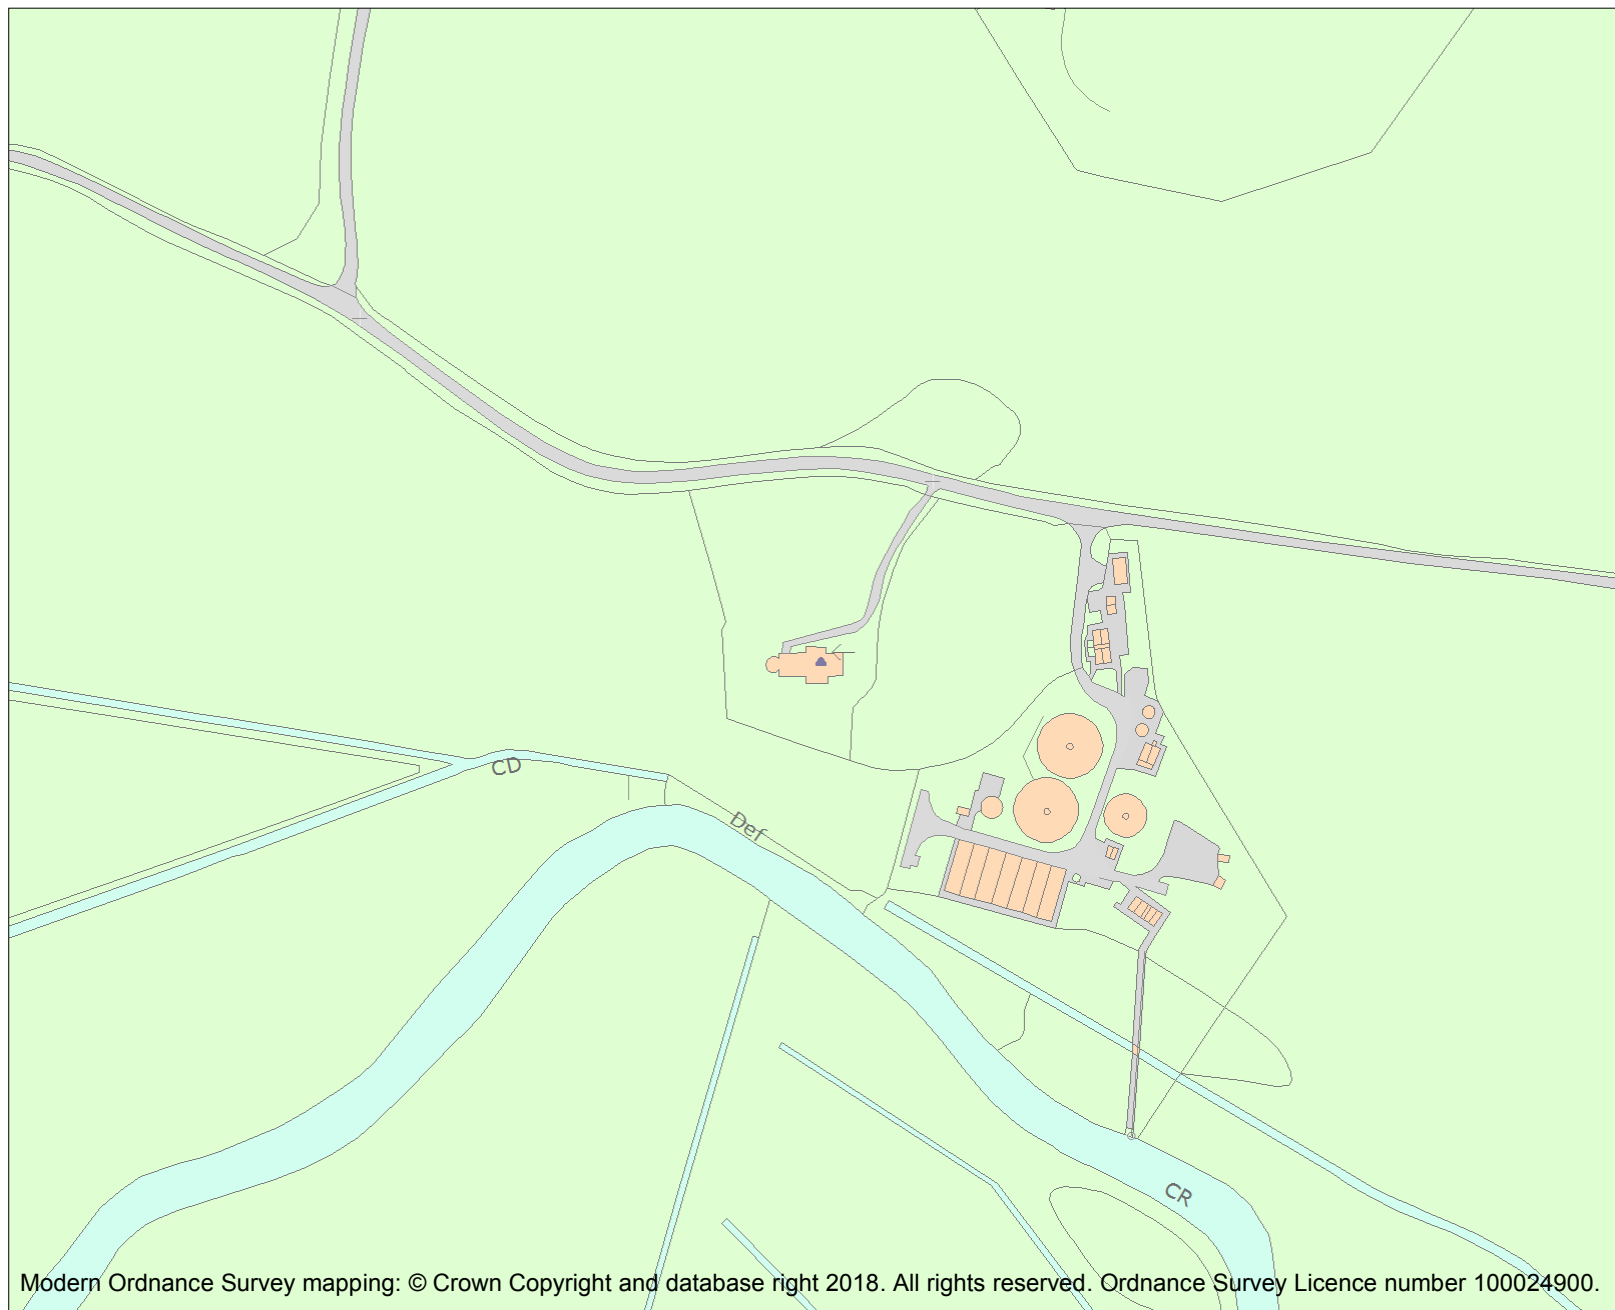 CD
Def
CR
Modern Ordnance Survey mapping: © Crown Copyright and database right 2018. All rights reserved. Ordnance Survey Licence number 100024900.